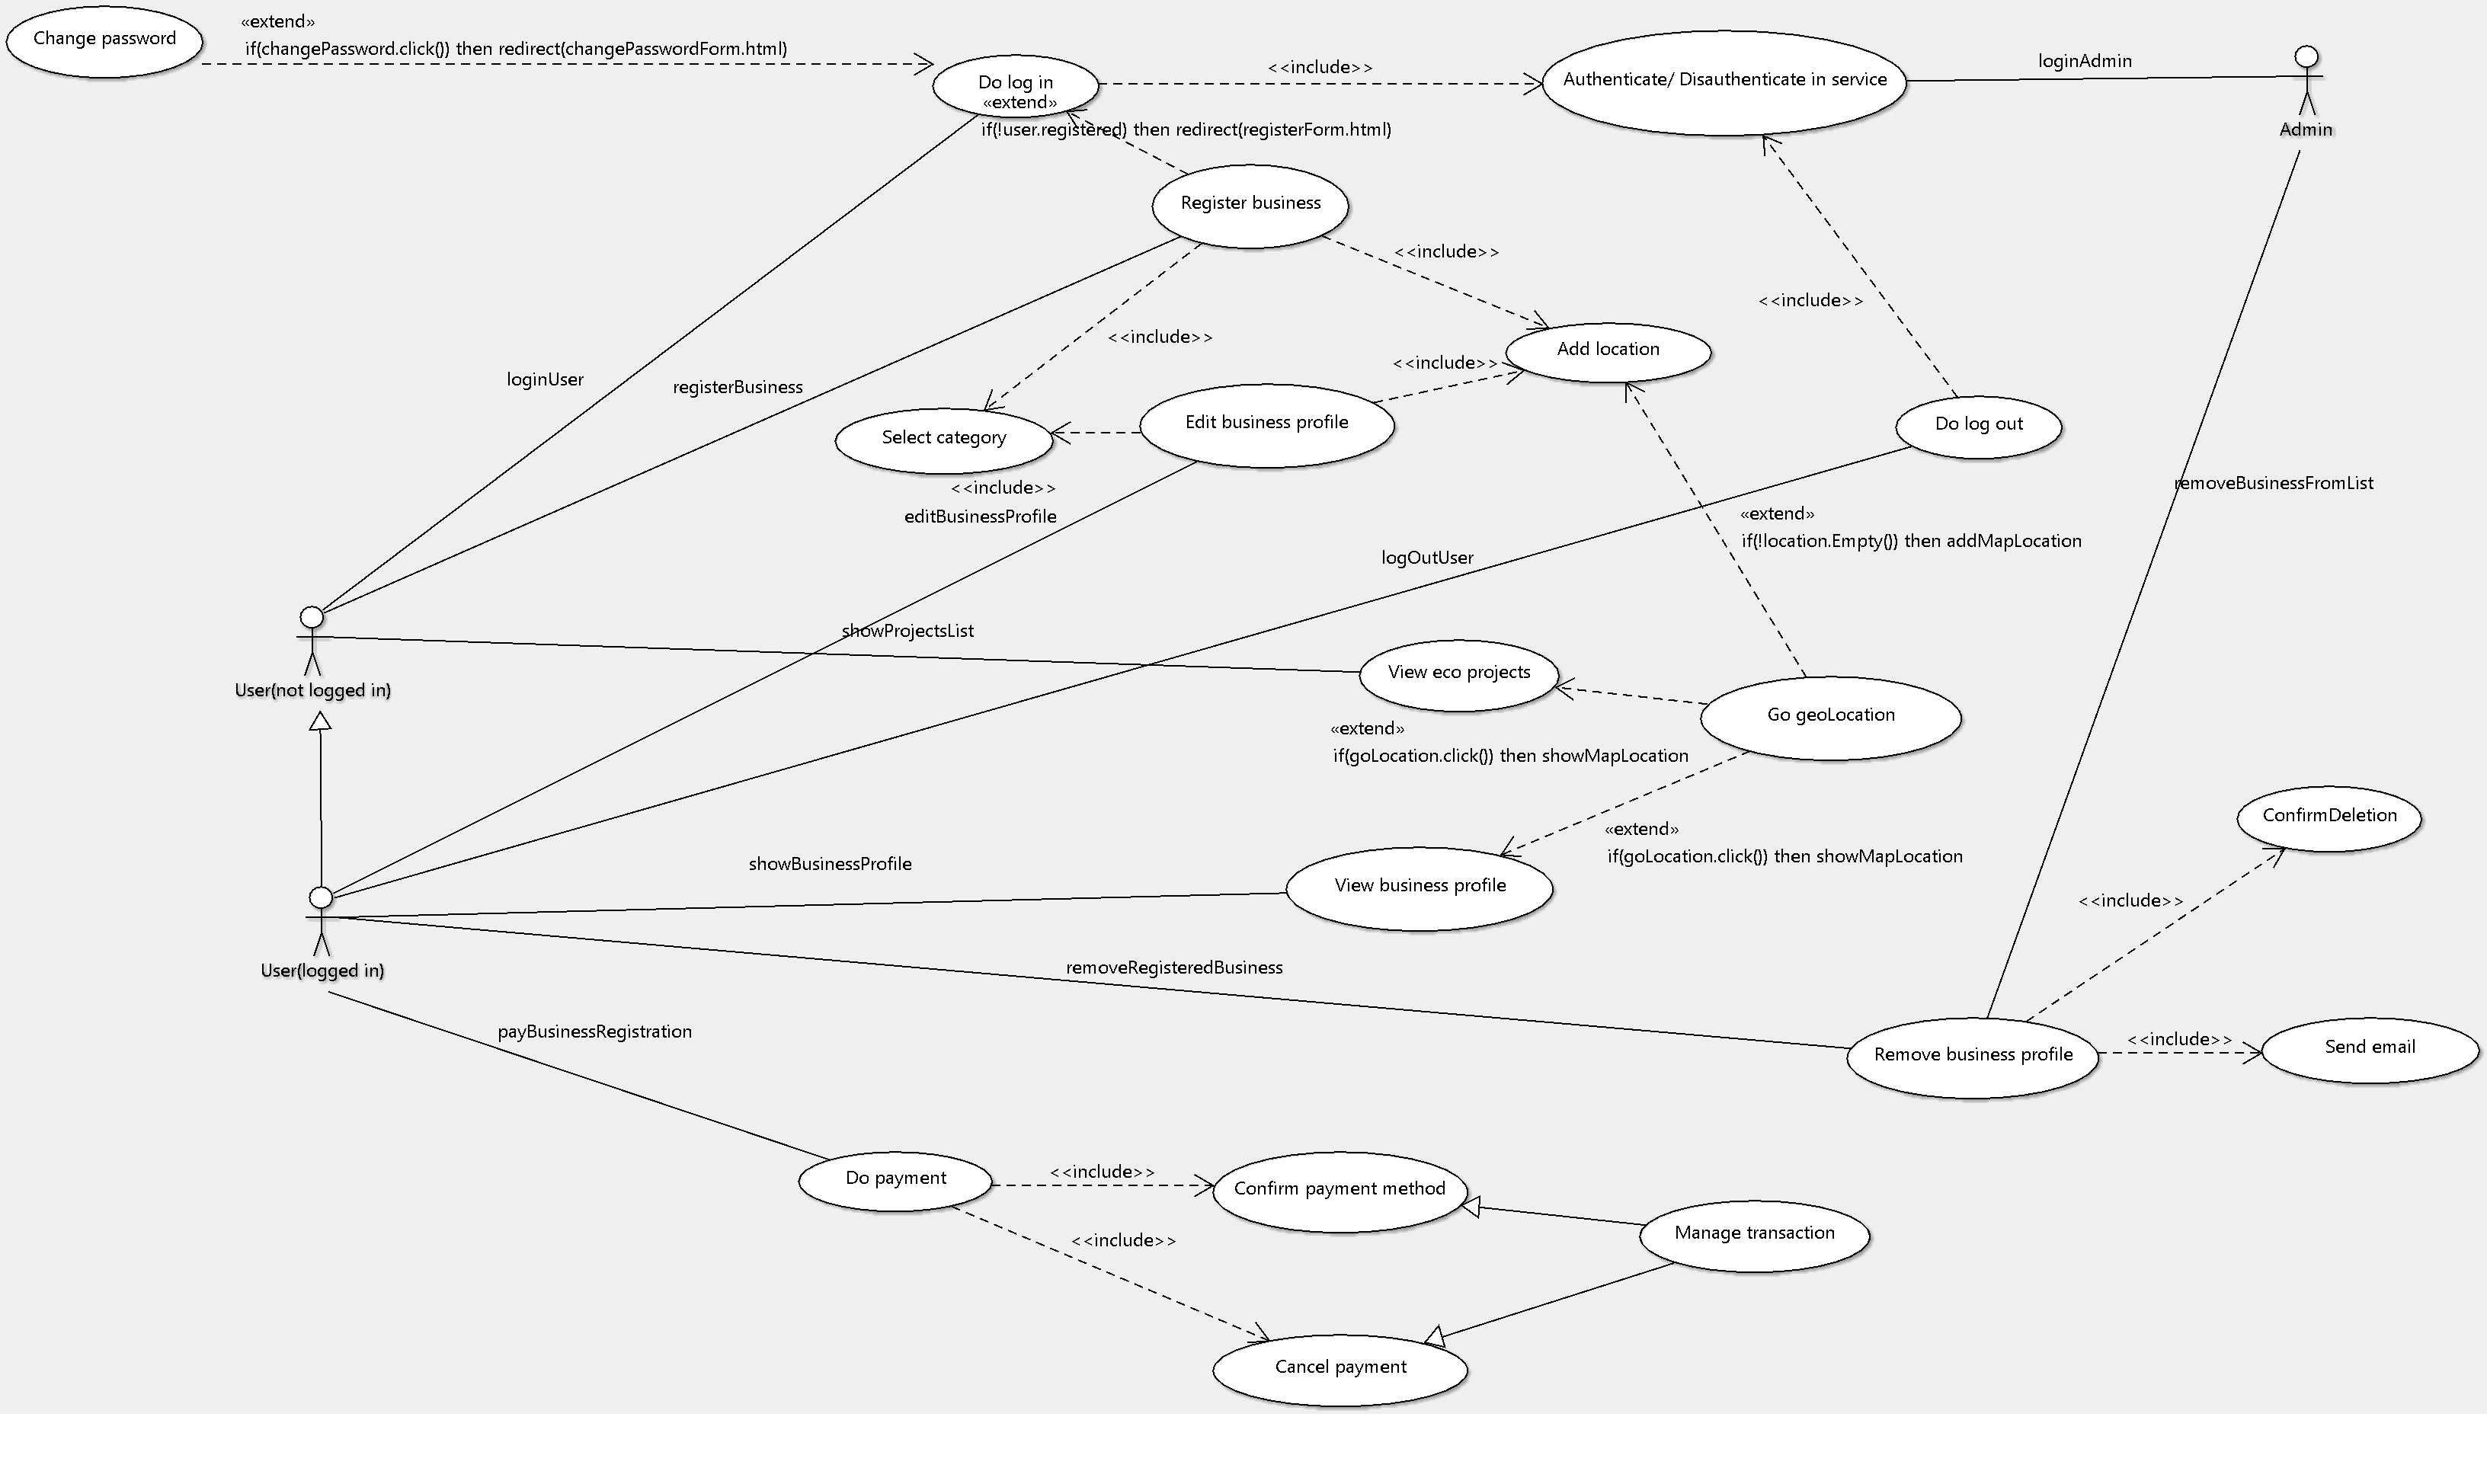 «extend»
Change password
if(changePassword.click()) then redirect(changePasswordForm.html)
<<include>>
loginAdmin
Do log in
Authenticate/ Disauthenticate in service
«extend»
if(!user.registered) then redirect(registerForm.html)
Admin
Register business
<<include>>
<<include>>
<<include>>
Add location
<<include>>
loginUser
registerBusiness
Edit business profile
Do log out
Select category
<<include>>
removeBusinessFromList
editBusinessProfile
«extend»
if(!location.Empty()) then addMapLocation
logOutUser
showProjectsList
View eco projects
User(not logged in)
Go geoLocation
«extend»
if(goLocation.click()) then showMapLocation
ConfirmDeletion
«extend»
if(goLocation.click()) then showMapLocation
showBusinessProfile
View business profile
<<include>>
User(logged in)
removeRegisteredBusiness
payBusinessRegistration
<<include>>
Send email
Remove business profile
<<include>>
Do payment
Confirm payment method
Manage transaction
<<include>>
Cancel payment